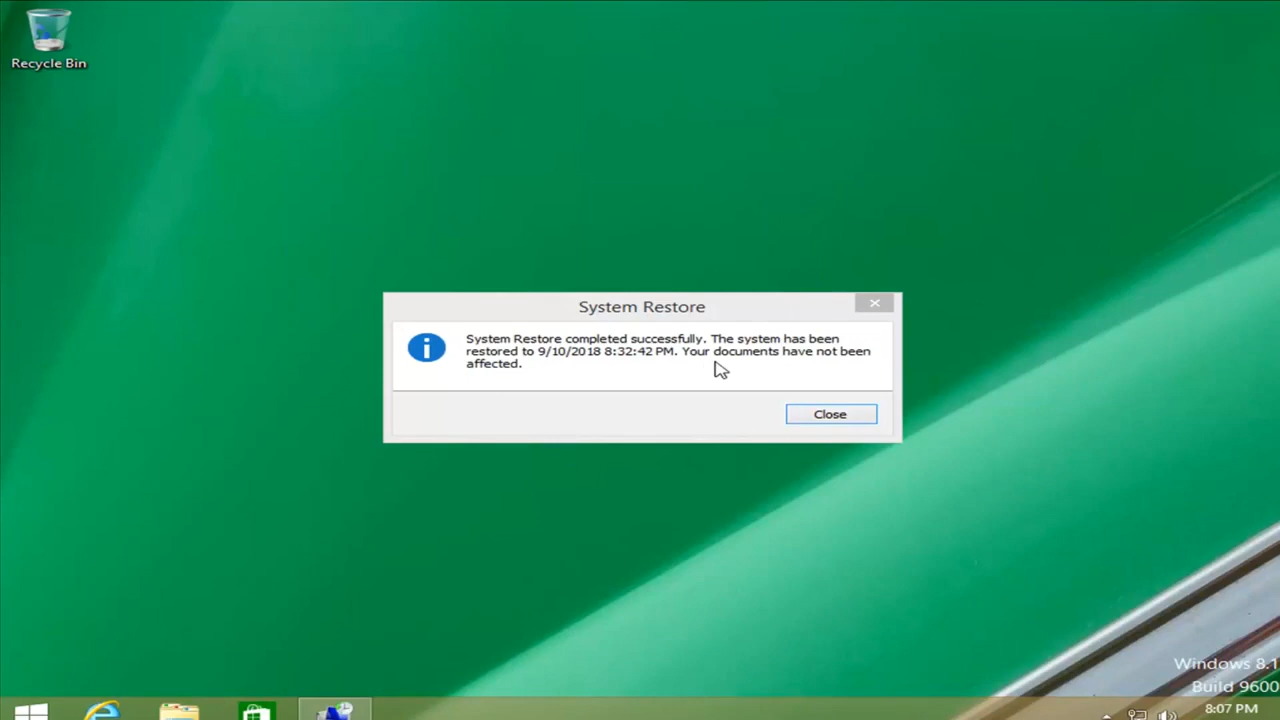 Recycle Bin
System Restore
System Restore completed successfully. The system has been
restored to 9/10/2018 8:32:42 PM. Your documents have not been
affected.
Close
Windows 8.1
Build 9600
8:07 PM